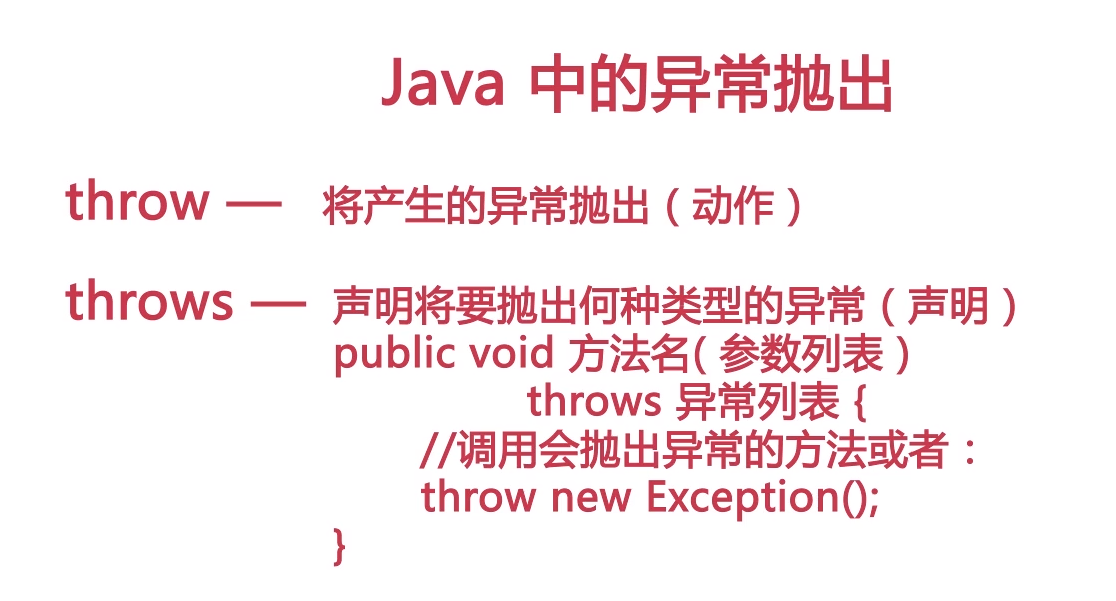 Java 中的异常抛出
throw — 将产生的异常抛出（动作）
throws — 声明将要抛出何种类型的异常（声明）
public void 方法名( 参数列表 )
throws 异常列表 {
//调用会抛出异常的方法或者：
throw new Exception();
}